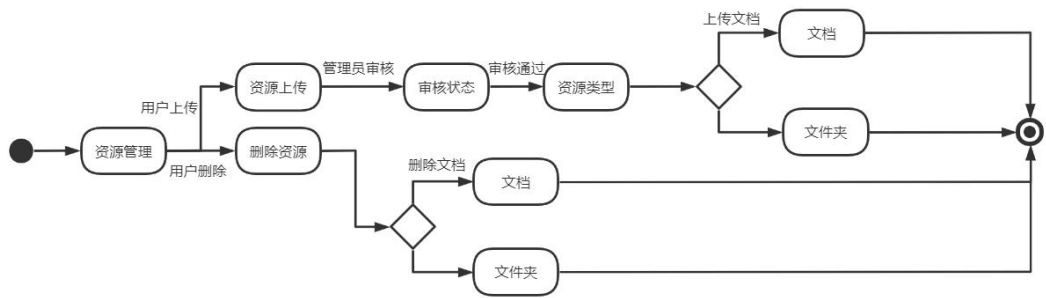 上传文档
文档
管理员审核
审核通过
资源上传
审核状态
资源类型
用户上传
文件夹
资源管理
删除资源
用户删除
删除文档
文档
文件夹